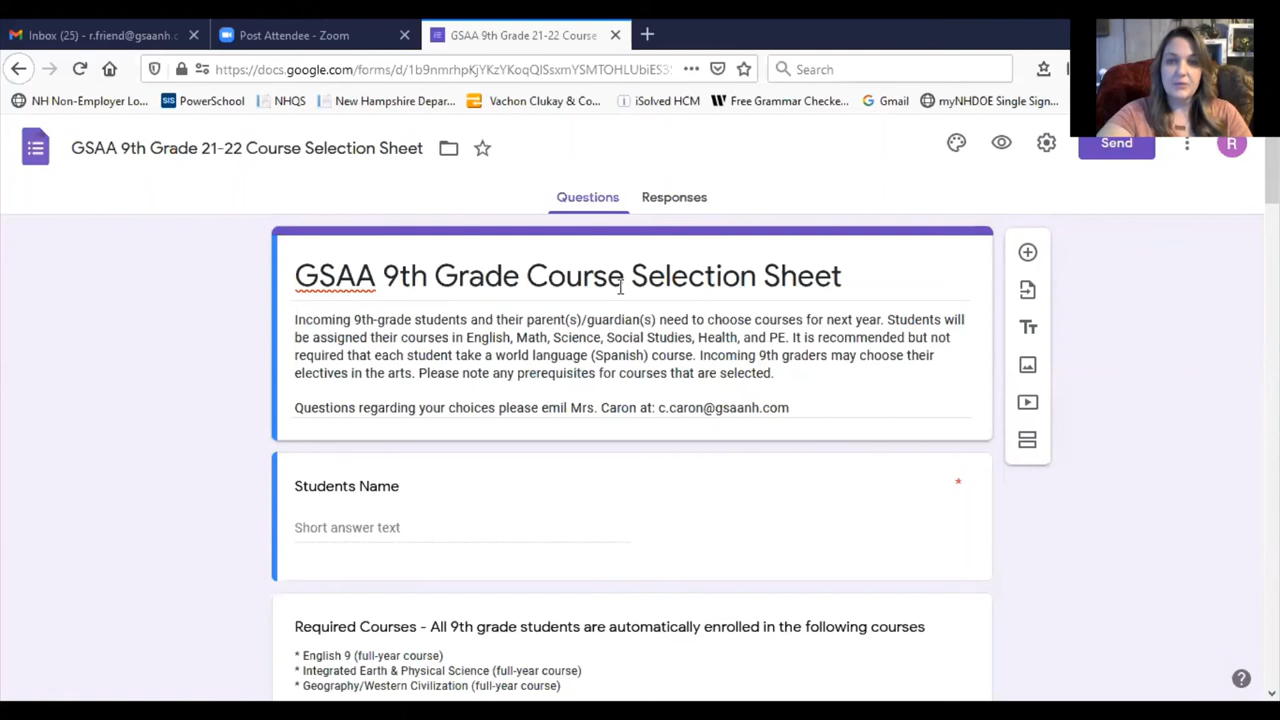 Inbox (25) - r.friend@gsaanh.c
Post Attendee - Zoom
GSAA 9th Grade 21-22 Course
https://docs.google.com/forms/d/1b9nmrhpKjYKzYKoqQISsxmYSMTOHLUbiES3
Search
NH Non-Employer Lo...
SIS PowerSchool
NHQS
New Hampshire Depar...
Vachon Clukay & Co...
iSolved HCM
Free Grammar Checke...
Gmail
myNHDOE Single Sign...
GSAA 9th Grade 21-22 Course Selection Sheet
Send
R
Questions
Responses
GSAA 9th Grade Course Selection Sheet
Incoming 9th-grade students and their parent(s)/guardian(s) need to choose courses for next year. Students will
be assigned their courses in English, Math, Science, Social Studies, Health, and PE. It is recommended but not
required that each student take a world language (Spanish) course. Incoming 9th graders may choose their
electives in the arts. Please note any prerequisites for courses that are selected.
Questions regarding your choices please emil Mrs. Caron at: c.caron@gsaanh.com
Students Name
*
Short answer text
Required Courses - All 9th grade students are automatically enrolled in the following courses
* English 9 (full-year course)
* Integrated Earth & Physical Science (full-year course)
* Geography/Western Civilization (full-year course)